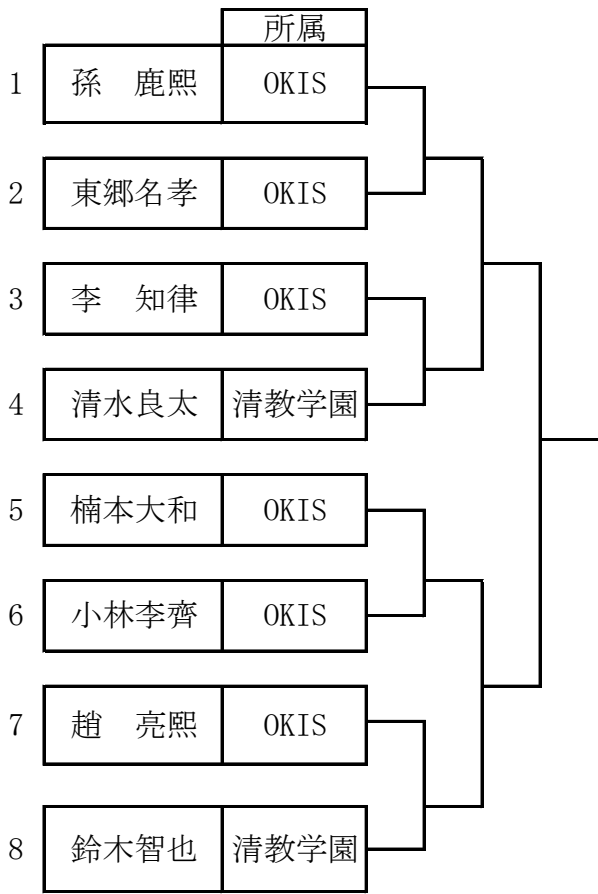 所属
1 孫　鹿熙 OKIS
2 東郷名孝 OKIS
3 李　知律 OKIS
4 清水良太 清教学園
5 楠本大和 OKIS
6 小林李齊 OKIS
7 趙　亮熙 OKIS
8 鈴木智也 清教学園